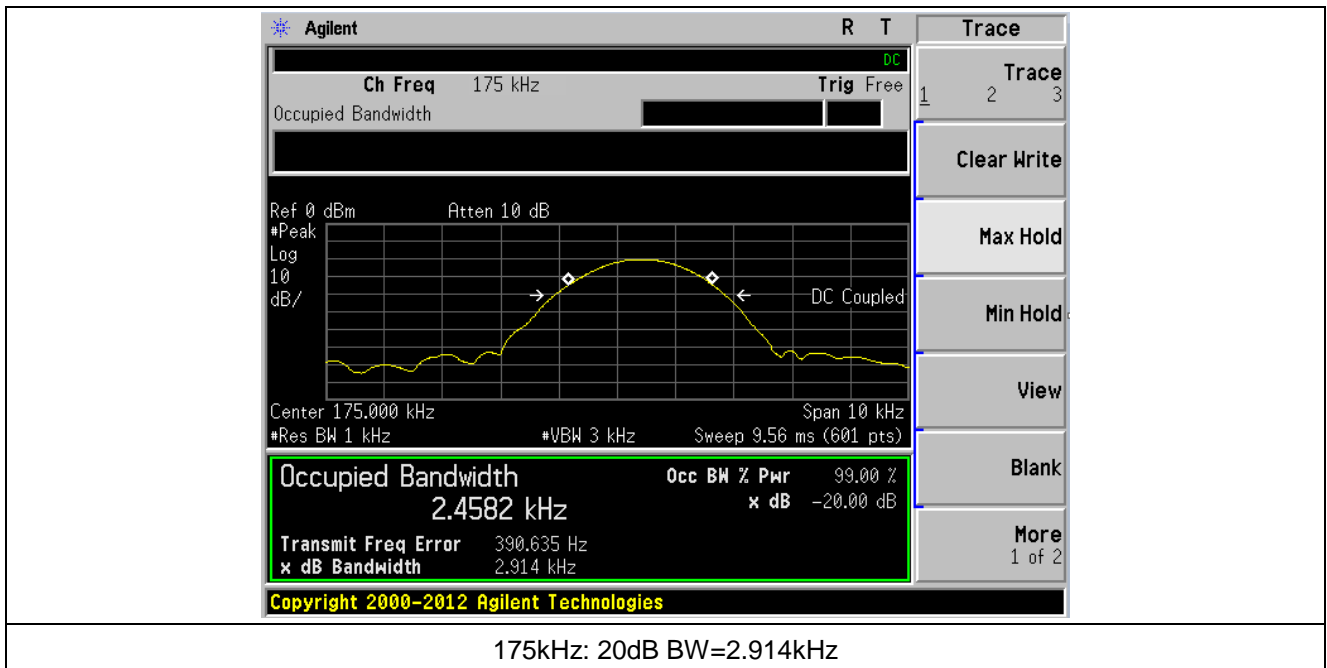 Agilent R T Trace
DC
Ch Freq 175 kHz Trig Free
Occupied Bandwidth
Trace
1 2 3
Clear Write
Ref 0 dBm Atten 10 dB
#Peak
Log
10
dB/
DC Coupled
Max Hold
Min Hold
View
Center 175.000 kHz Span 10 kHz
#Res BW 1 kHz #VBW 3 kHz Sweep 9.56 ms (601 pts)
Occupied Bandwidth Occ BW % Pwr 99.00 %
2.4582 kHz x dB -20.00 dB
Transmit Freq Error 390.635 Hz
x dB Bandwidth 2.914 kHz
Blank
More
1 of 2
Copyright 2000-2012 Agilent Technologies
175kHz: 20dB BW=2.914kHz